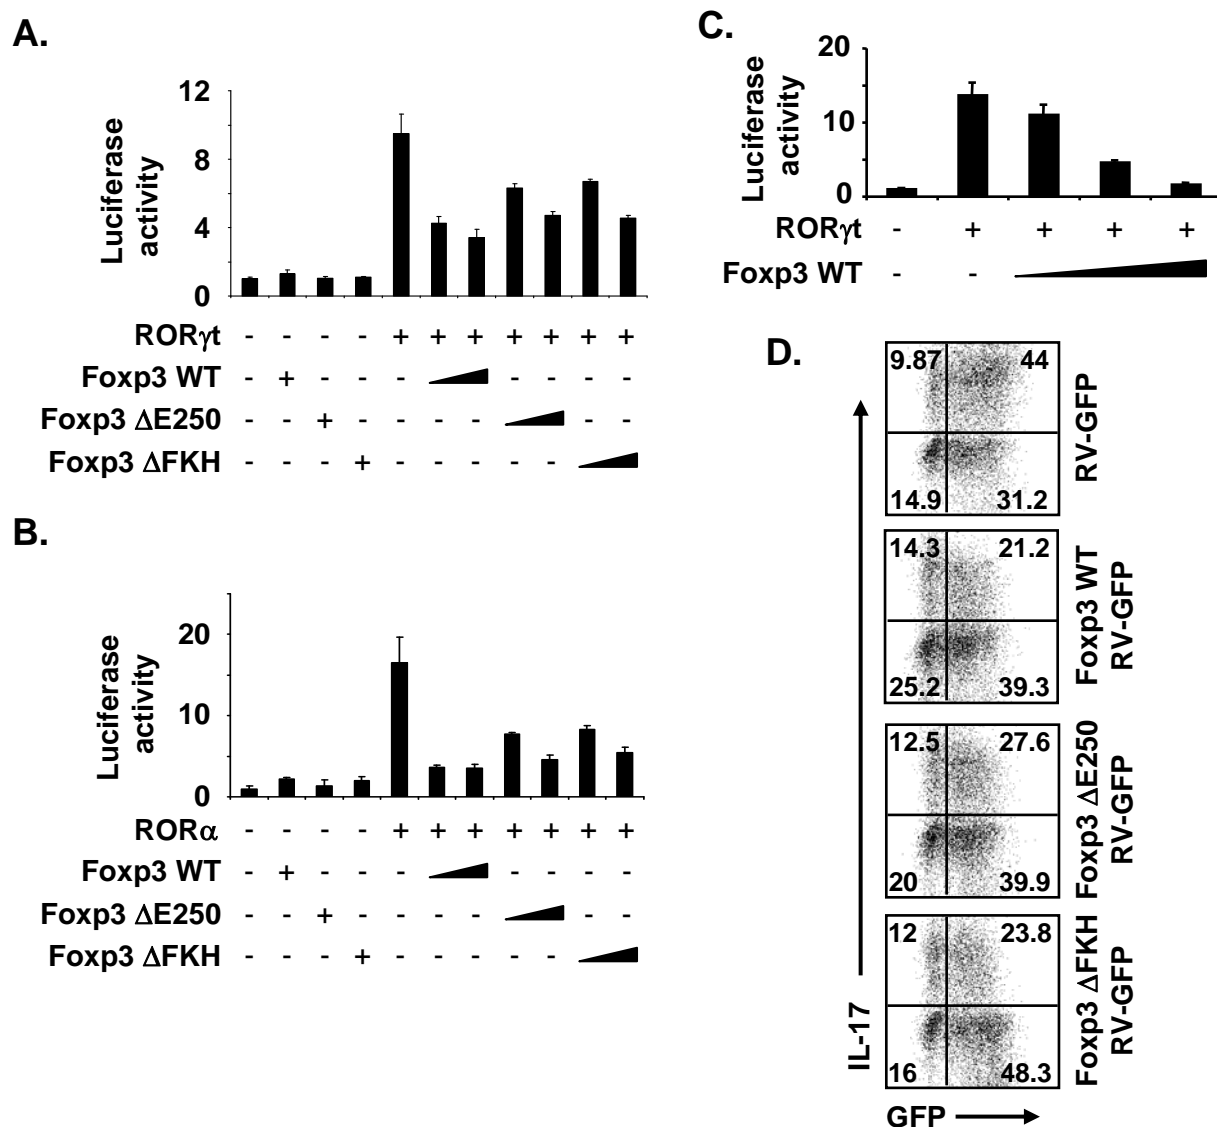 A.
12
8
4
0
Luciferase
activity
RORγt - - - - + + + + + + +
Foxp3 WT - + - - - - - - -
Foxp3 ΔE250 - - + - - - - - -
Foxp3 ΔFKH - - - + - - - - -
B.
20
10
0
Luciferase
activity
RORα - - - - + + + + + + +
Foxp3 WT - + - - - - - - -
Foxp3 ΔE250 - - + - - - - - -
Foxp3 ΔFKH - - - + - - - - -
C.
20
10
0
Luciferase
activity
RORγt - + + + +
Foxp3 WT - -
D.
9.87 44
14.9 31.2
RV-GFP
14.3 21.2
25.2 39.3
Foxp3 WT
RV-GFP
12.5 27.6
20 39.9
Foxp3 ΔE250
RV-GFP
12 23.8
16 48.3
Foxp3 ΔFKH
RV-GFP
IL-17
GFP